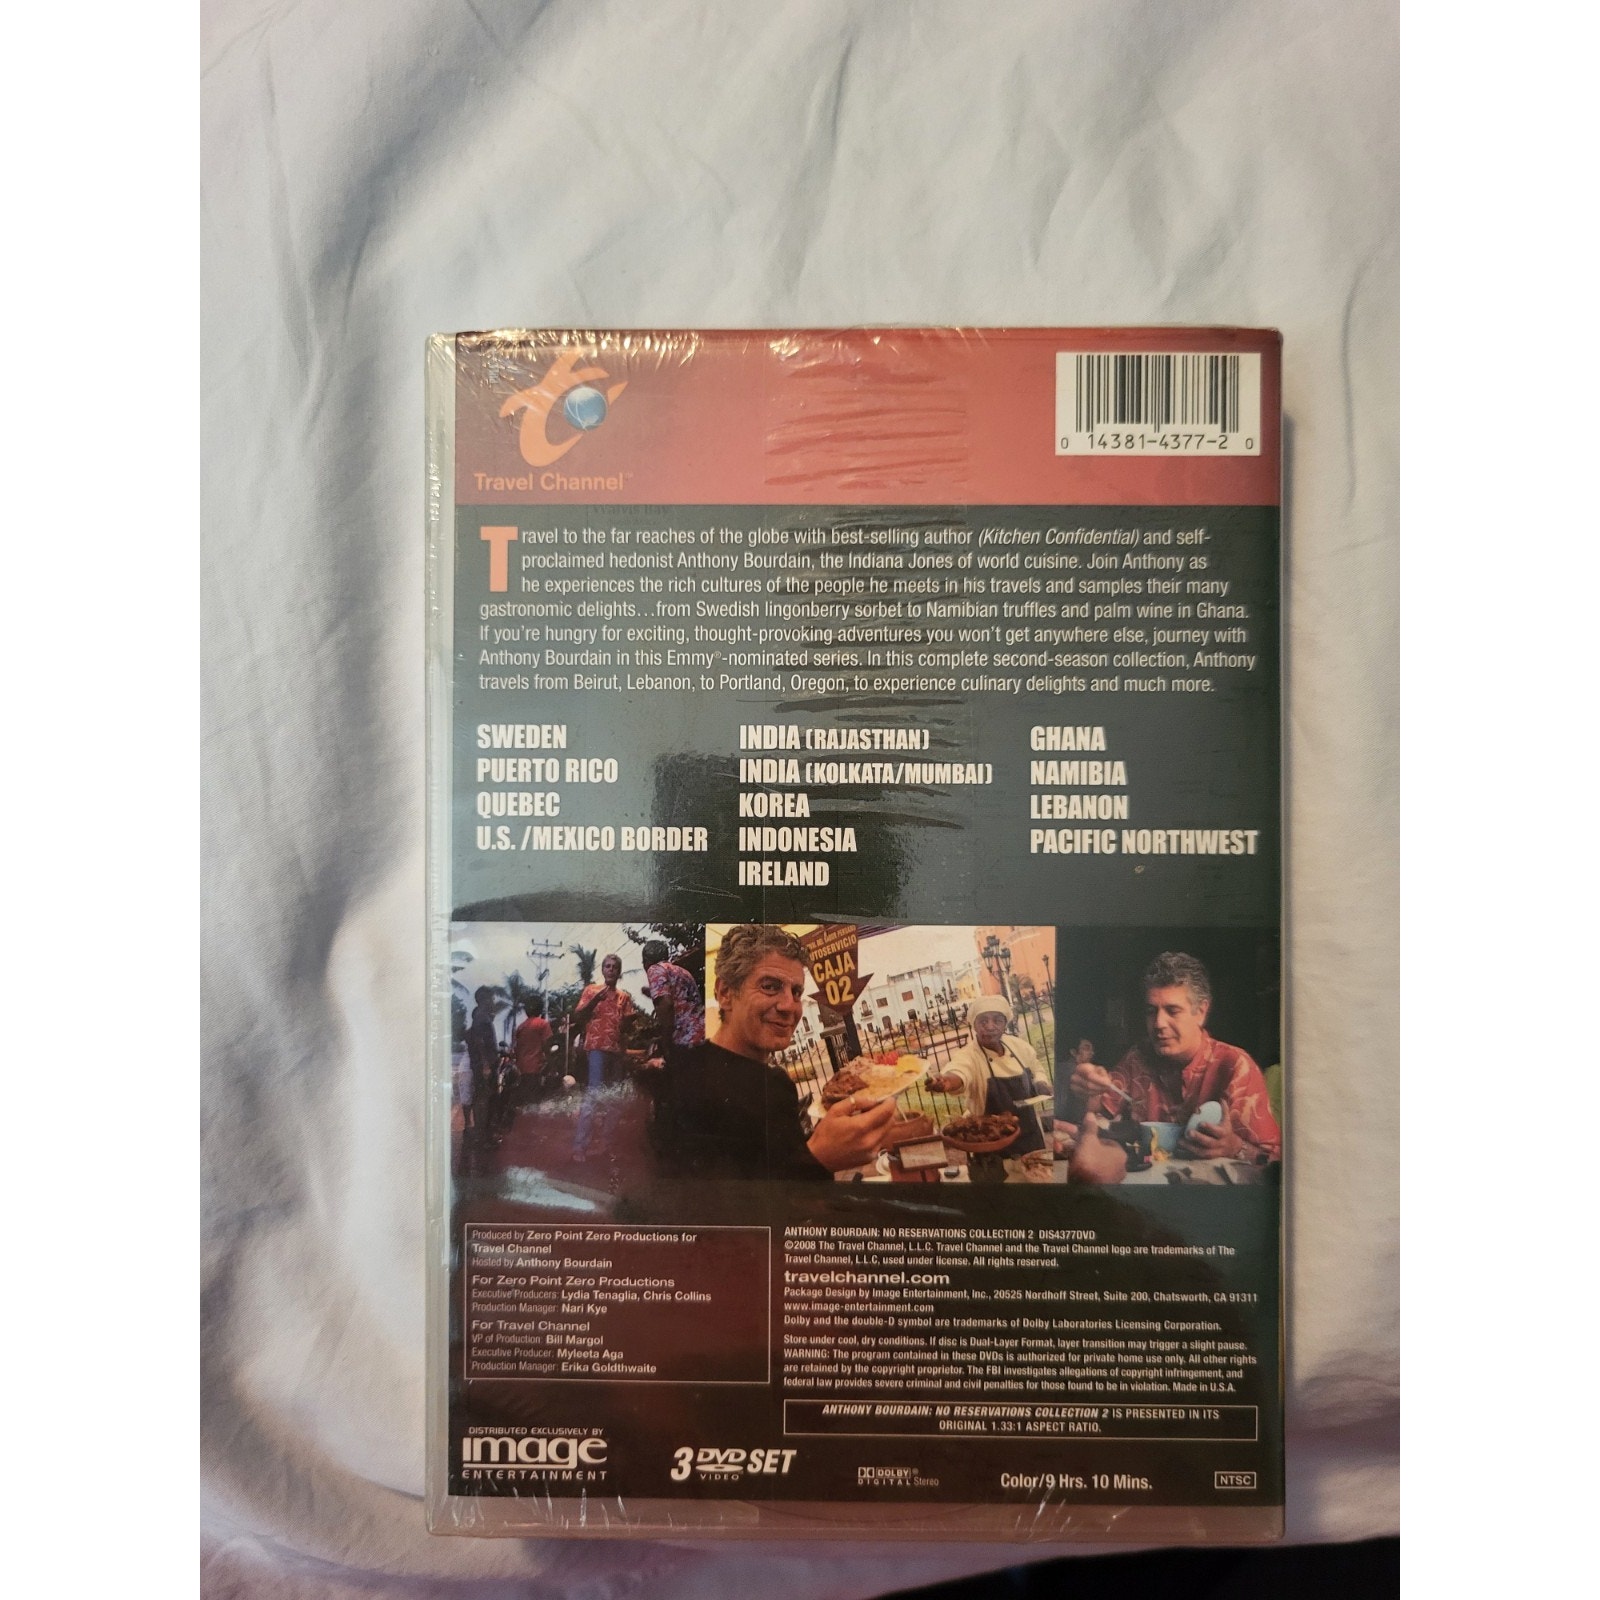 Travel Channel™
0 14381-4377-2 0
Travel to the far reaches of the globe with best-selling author (Kitchen Confidential) and self-
proclaimed hedonist Anthony Bourdain, the Indiana Jones of world cuisine. Join Anthony as
he experiences the rich cultures of the people he meets in his travels and samples their many
gastronomic delights...from Swedish lingonberry sorbet to Namibian truffles and palm wine in Ghana.
If you're hungry for exciting, thought-provoking adventures you won't get anywhere else, journey with
Anthony Bourdain in this Emmy®-nominated series. In this complete second-season collection, Anthony
travels from Beirut, Lebanon, to Portland, Oregon, to experience culinary delights and much more.
SWEDEN
PUERTO RICO
QUEBEC
U.S. /MEXICO BORDER
INDIA (RAJASTHAN)
INDIA (KOLKATA/MUMBAI)
KOREA
INDONESIA
IRELAND
GHANA
NAMIBIA
LEBANON
PACIFIC NORTHWEST
CAJA
02
Produced by Zero Point Zero Productions for
Travel Channel
Hosted by Anthony Bourdain
For Zero Point Zero Productions
Executive Producers: Lydia Tenaglia, Chris Collins
Production Manager: Nari Kye
For Travel Channel
VP of Production: Bill Margol
Executive Producer: Myleeta Aga
Production Manager: Erika Goldthwaite
ANTHONY BOURDAIN: NO RESERVATIONS COLLECTION 2 DIS4377DVD
©2008 The Travel Channel, L.L.C. Travel Channel and the Travel Channel logo are trademarks of The
Travel Channel, L.L.C, used under license. All rights reserved.
travelchannel.com
Package Design by Image Entertainment, Inc., 20525 Nordhoff Street, Suite 200, Chatsworth, CA 91311
www.image-entertainment.com
Dolby and the double-D symbol are trademarks of Dolby Laboratories Licensing Corporation.
Store under cool, dry conditions. If disc is Dual-Layer Format, layer transition may trigger a slight pause.
WARNING: The program contained in these DVDs is authorized for private home use only. All other rights
are retained by the copyright proprietor. The FBI investigates allegations of copyright infringement, and
federal law provides severe criminal and civil penalties for those found to be in violation. Made in U.S.A.
ANTHONY BOURDAIN: NO RESERVATIONS COLLECTION 2 IS PRESENTED IN ITS
ORIGINAL 1.33:1 ASPECT RATIO.
DISTRIBUTED EXCLUSIVELY BY
image
ENTERTAINMENT
3 DVD SET
VIDEO
DOLBY®
DIGITAL Stereo
Color/9 Hrs. 10 Mins.
NTSC